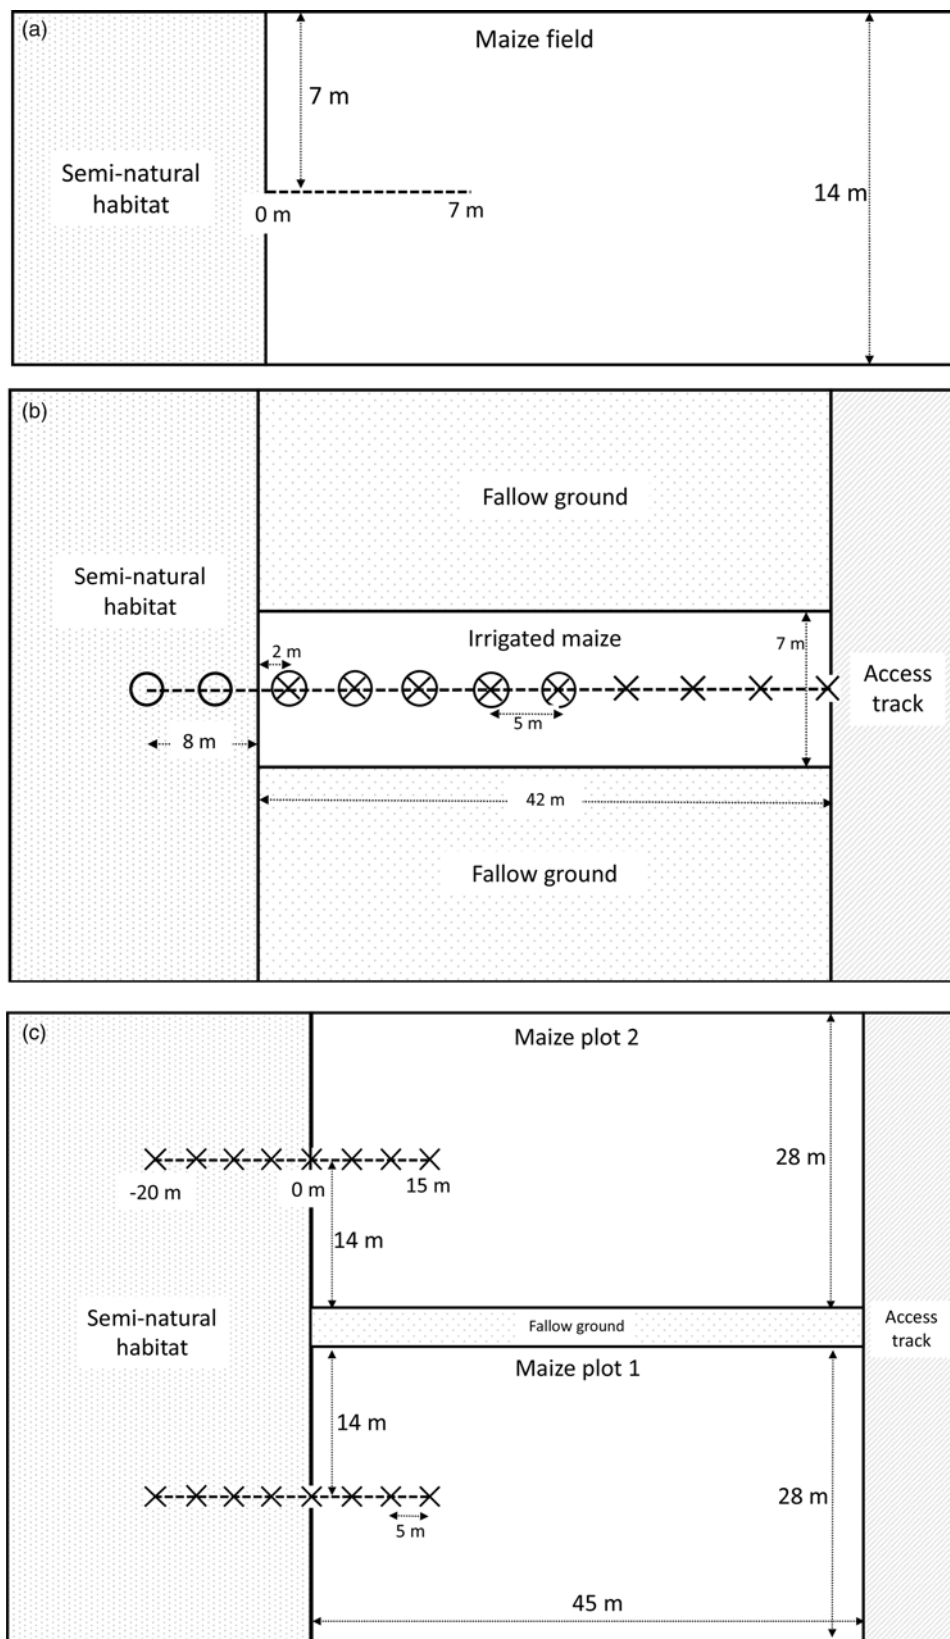 (a)
Maize field
7 m
Semi-natural
habitat
0 m
7 m
14 m
(b)
Fallow ground
Semi-natural
habitat
Irrigated maize
2 m
7 m
Access
track
5 m
8 m
42 m
Fallow ground
(c)
Maize plot 2
28 m
-20 m
0 m
15 m
14 m
Semi-natural
habitat
Fallow ground
Access
track
Maize plot 1
14 m
28 m
5 m
45 m